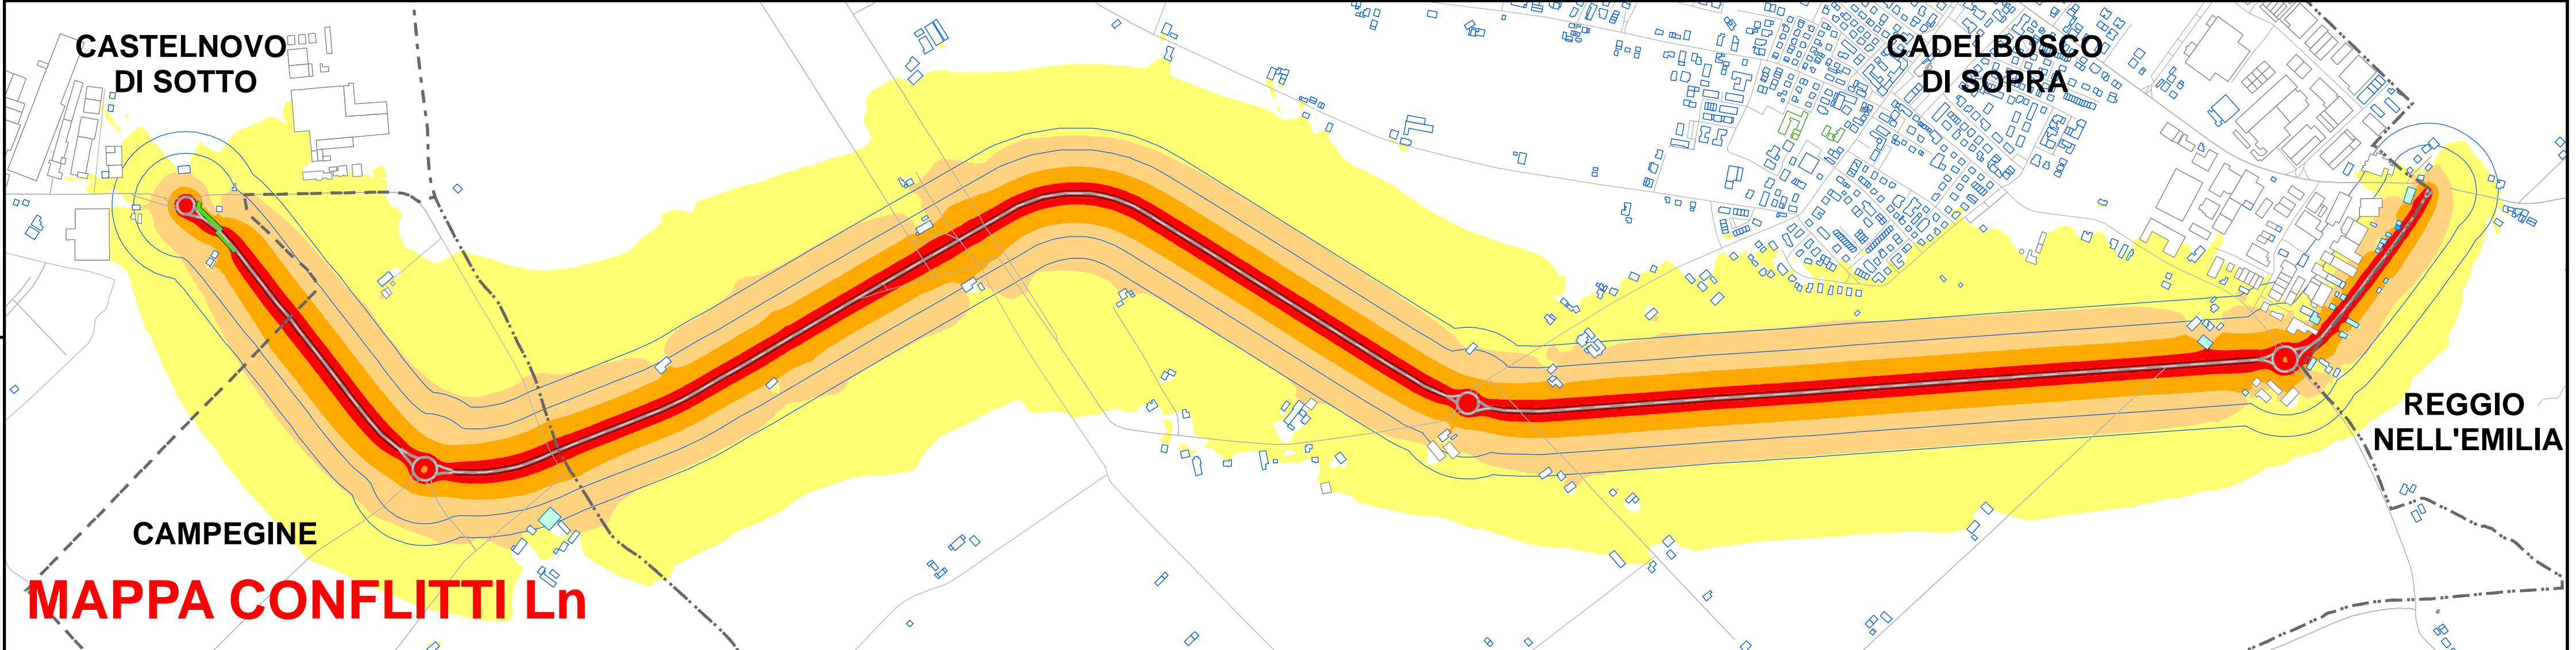 CASTELNOVO
DI SOTTO
CADELBOSCO
DI SOPRA
REGGIO
NELL'EMILIA
CAMPEGINE
MAPPA CONFLITTI Ln